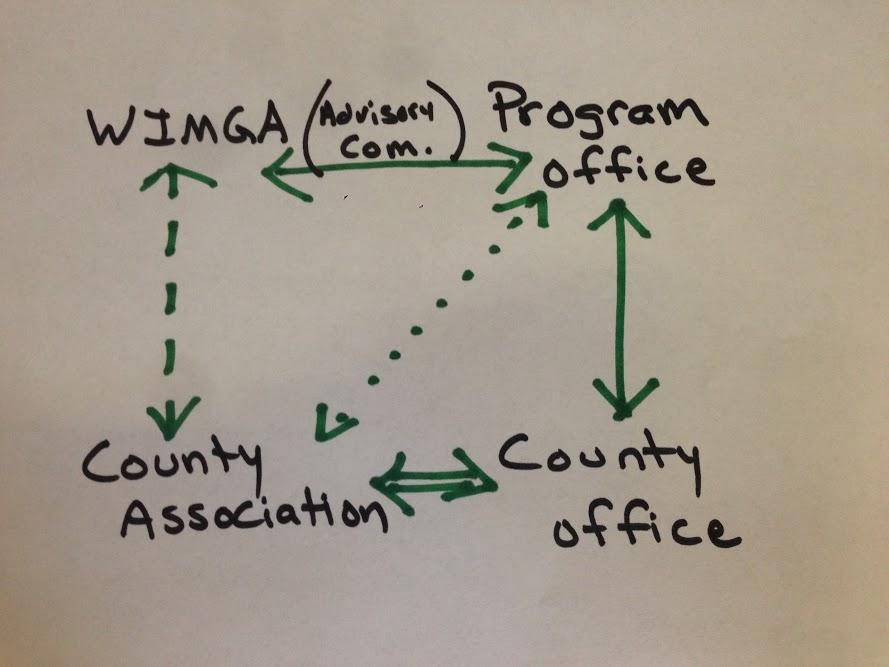 WIMGA (Advisory Com.)
Program office
County Association
County office